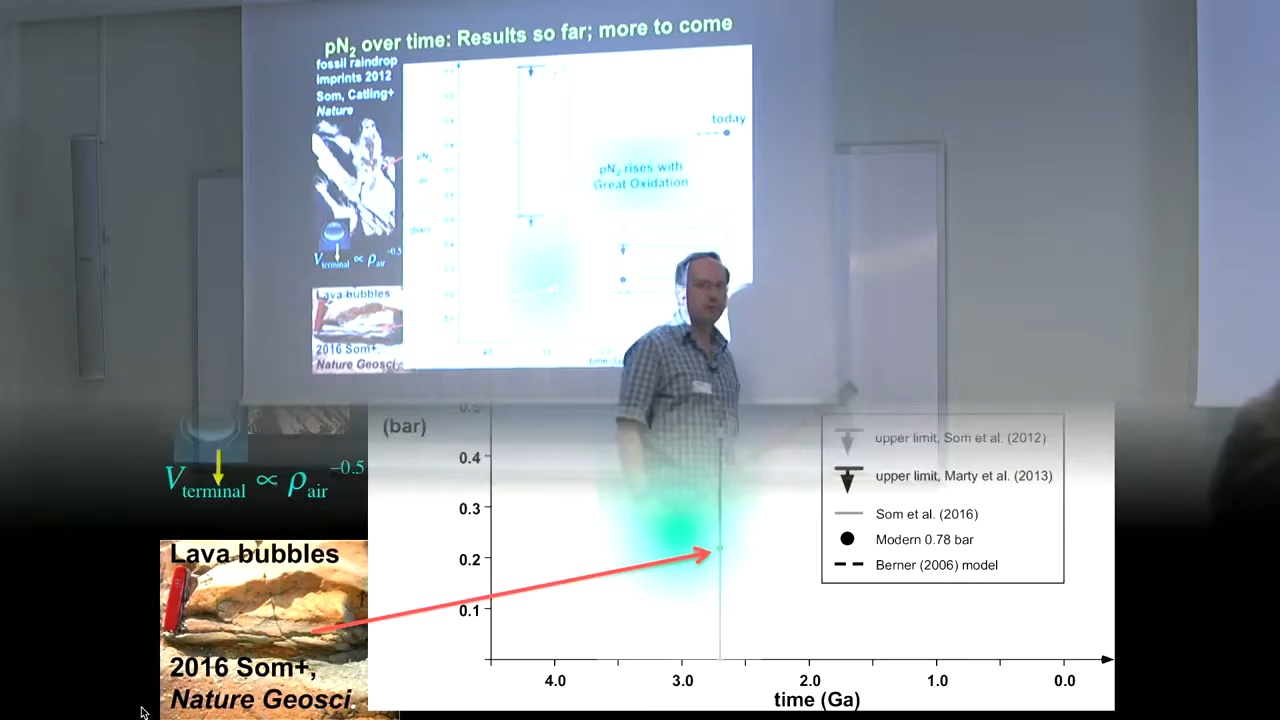 pN₂ over time: Results so far; more to come
fossil raindrop
imprints 2012
Som, Catling+
Nature
V terminal ∝ ρ air −0.5
Lava bubbles
2016 Som+,
Nature Geosci.
pN₂
today
pN₂ rises with
Great Oxidation
time (Ga)
V terminal ∝ ρ air −0.5
Lava bubbles
2016 Som+,
Nature Geosci.
0.5
(bar)
0.4
0.3
0.2
0.1
4.0 3.0 2.0 1.0 0.0
time (Ga)
upper limit, Som et al. (2012)
upper limit, Marty et al. (2013)
Som et al. (2016)
Modern 0.78 bar
Berner (2006) model